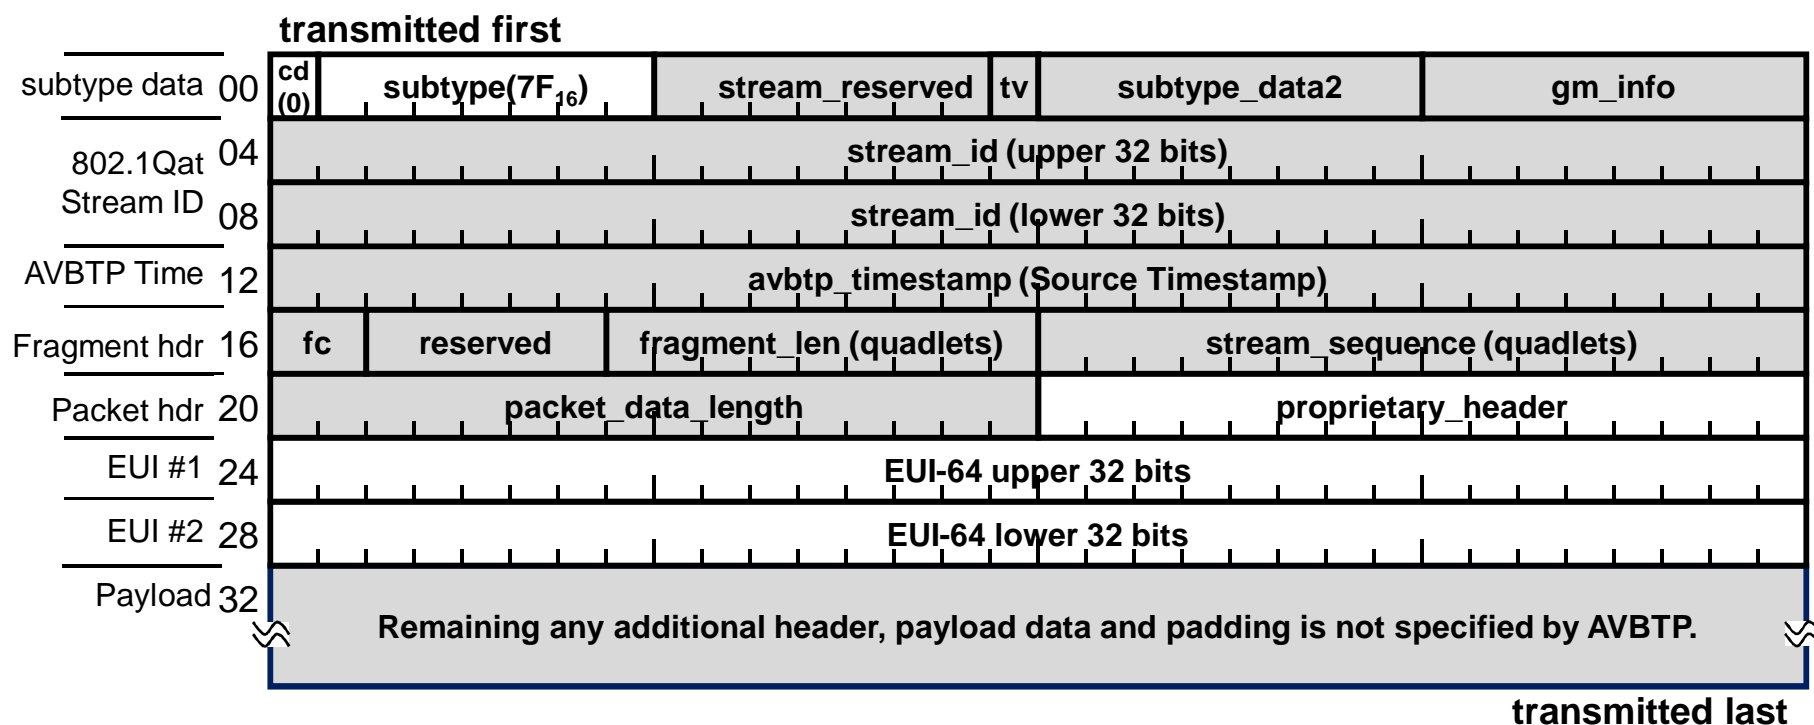 transmitted first
subtype data 00 cd (0) subtype(7F₁₆) stream_reserved tv subtype_data2 gm_info
802.1Qat Stream ID
04 stream_id (upper 32 bits)
08 stream_id (lower 32 bits)
AVBTP Time 12 avbtp_timestamp (Source Timestamp)
Fragment hdr 16 fc reserved fragment_len (quadlets) stream_sequence (quadlets)
Packet hdr 20 packet_data_length proprietary_header
EUI #1 24 EUI-64 upper 32 bits
EUI #2 28 EUI-64 lower 32 bits
Payload 32
Remaining any additional header, payload data and padding is not specified by AVBTP.
transmitted last